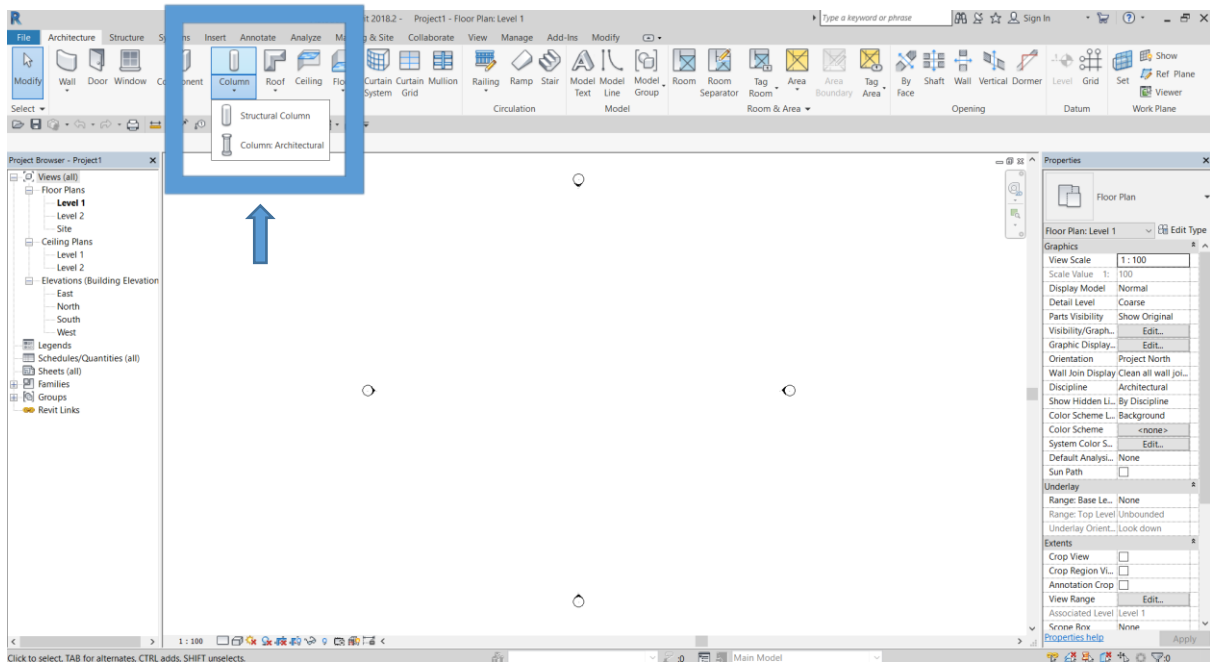 R
it 2018.2 - Project1 - Floor Plan: Level 1
Type a keyword or phrase
Sign In
File Architecture Structure Insert Annotate Analyze & Site Collaborate View Manage Add-Ins Modify
Modify Wall Door Window Column Roof Ceiling Curtain System Curtain Grid Mullion Railing Ramp Stair Model Text Model Line Model Group Room Room Separator Tag Room Area Area Boundary Tag Area By Face Shaft Wall Vertical Dormer Level Grid Set Show Ref Plane Viewer
Select Circulation Model Room & Area Opening Datum Work Plane
Structural Column
Column: Architectural
Project Browser - Project1
Views (all)
Floor Plans
Level 1
Level 2
Site
Ceiling Plans
Level 1
Level 2
Elevations (Building Elevation
East
North
South
West
Legends
Schedules/Quantities (all)
Sheets (all)
Families
Groups
Revit Links
Properties
Floor Plan
Floor Plan: Level 1 Edit Type
Graphics
View Scale 1 : 100
Scale Value 1: 100
Display Model Normal
Detail Level Coarse
Parts Visibility Show Original
Visibility/Graph... Edit...
Graphic Display... Edit...
Orientation Project North
Wall Join Display Clean all wall joi...
Discipline Architectural
Show Hidden Li... By Discipline
Color Scheme L... Background
Color Scheme <none>
System Color S... Edit...
Default Analysi... None
Sun Path
Underlay
Range: Base Le... None
Range: Top Level Unbounded
Underlay Orient... Look down
Extents
Crop View
Crop Region Vi...
Annotation Crop
View Range Edit...
Associated Level Level 1
Scope Box None
Properties help Apply
1 : 100
Click to select, TAB for alternates, CTRL adds, SHIFT unselects.
:0 Main Model :0